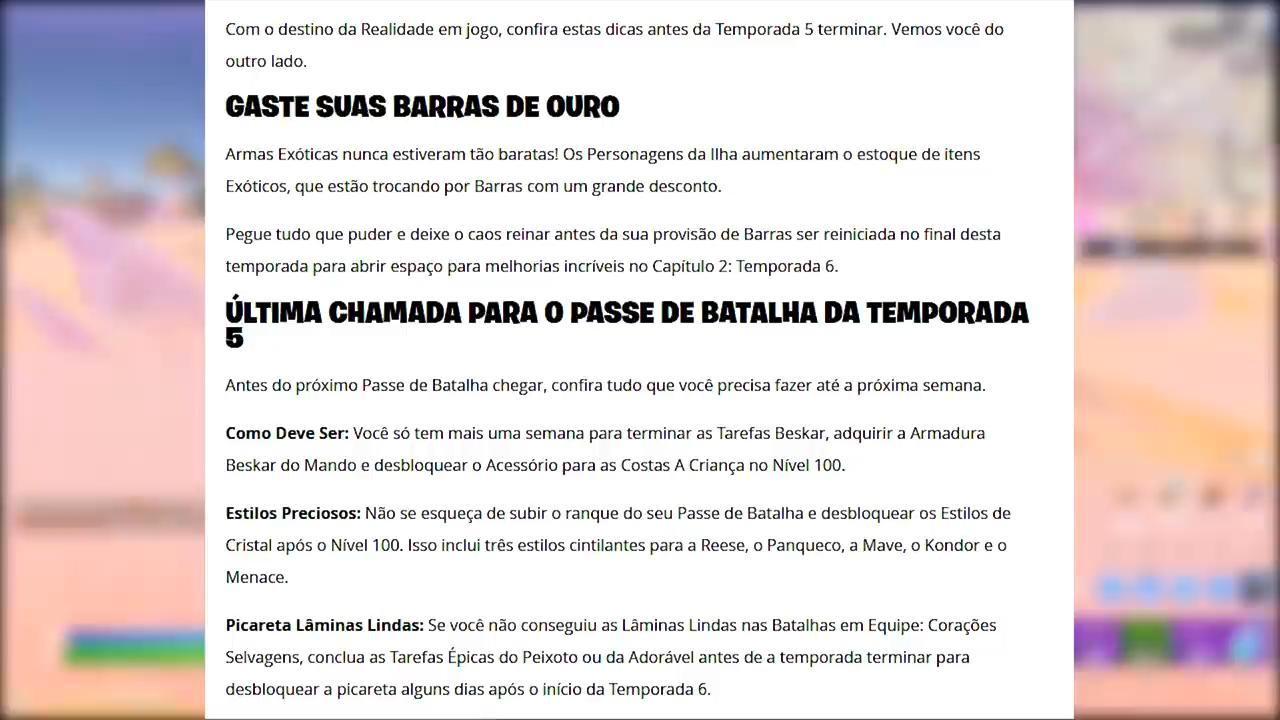 Com o destino da Realidade em jogo, confira estas dicas antes da Temporada 5 terminar. Vemos você do
outro lado.
GASTE SUAS BARRAS DE OURO
Armas Exóticas nunca estiveram tão baratas! Os Personagens da Ilha aumentaram o estoque de itens
Exóticos, que estão trocando por Barras com um grande desconto.
Pegue tudo que puder e deixe o caos reinar antes da sua provisão de Barras ser reiniciada no final desta
temporada para abrir espaço para melhorias incríveis no Capítulo 2: Temporada 6.
ÚLTIMA CHAMADA PARA O PASSE DE BATALHA DA TEMPORADA
5
Antes do próximo Passe de Batalha chegar, confira tudo que você precisa fazer até a próxima semana.
Como Deve Ser: Você só tem mais uma semana para terminar as Tarefas Beskar, adquirir a Armadura
Beskar do Mando e desbloquear o Acessório para as Costas A Criança no Nível 100.
Estilos Preciosos: Não se esqueça de subir o ranque do seu Passe de Batalha e desbloquear os Estilos de
Cristal após o Nível 100. Isso inclui três estilos cintilantes para a Reese, o Panqueco, a Mave, o Kondor e o
Menace.
Picareta Lâminas Lindas: Se você não conseguiu as Lâminas Lindas nas Batalhas em Equipe: Corações
Selvagens, conclua as Tarefas Épicas do Peixoto ou da Adorável antes de a temporada terminar para
desbloquear a picareta alguns dias após o início da Temporada 6.